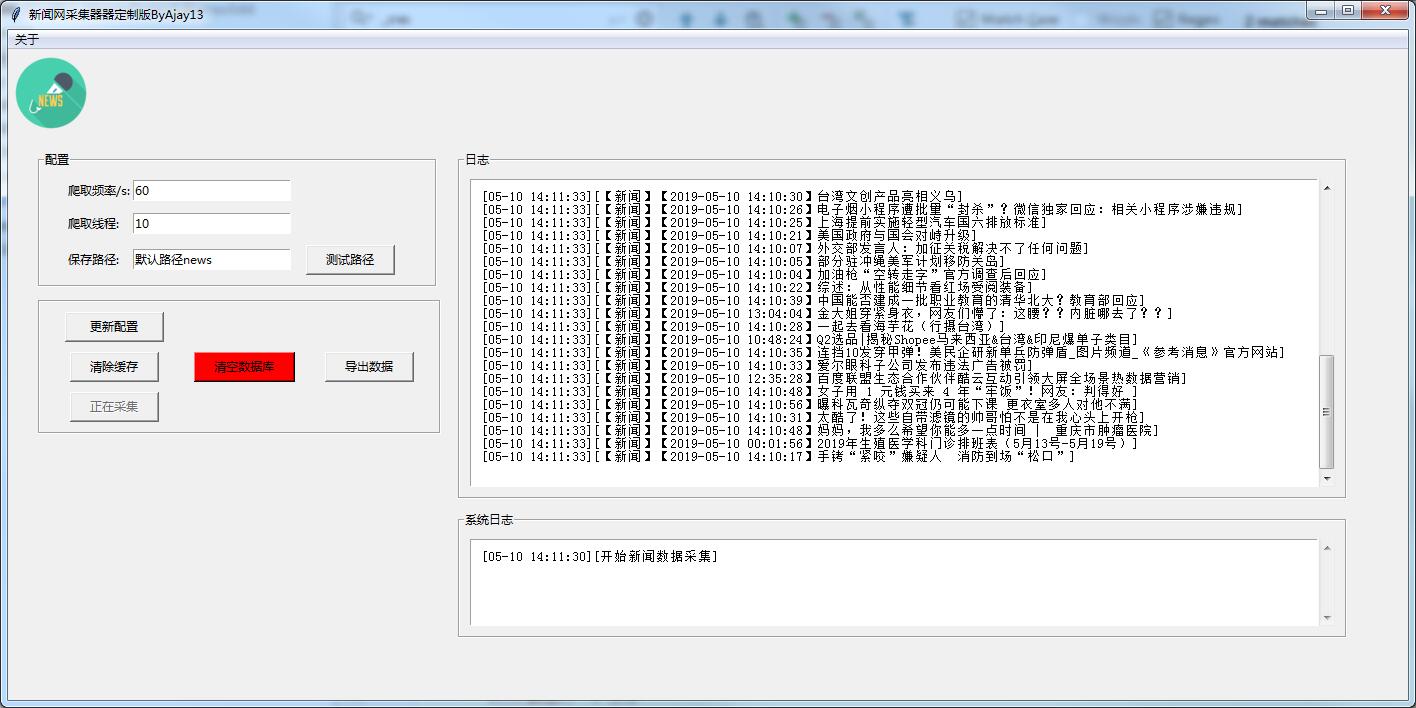 新闻网采集器器定制版ByAjay13
关于
NEWS
配置
爬取频率/s: 60
爬取线程: 10
保存路径: 默认路径news 测试路径
更新配置
清除缓存 清空数据库 导出数据
正在采集
日志
[05-10 14:11:33][【新闻】【2019-05-10 14:10:30】台湾文创产品亮相义乌]
[05-10 14:11:33][【新闻】【2019-05-10 14:10:26】电子烟小程序遭批量“封杀”？微信独家回应：相关小程序涉嫌违规]
[05-10 14:11:33][【新闻】【2019-05-10 14:10:25】上海提前实施轻型汽车国六排放标准]
[05-10 14:11:33][【新闻】【2019-05-10 14:10:21】美国政府与国会对峙升级]
[05-10 14:11:33][【新闻】【2019-05-10 14:10:07】外交部发言人：加征关税解决不了任何问题]
[05-10 14:11:33][【新闻】【2019-05-10 14:10:05】部分驻冲绳美军计划移防关岛]
[05-10 14:11:33][【新闻】【2019-05-10 14:10:04】加油枪“空转走字”官方调查后回应]
[05-10 14:11:33][【新闻】【2019-05-10 14:10:22】综述：从性能细节看红场受阅装备]
[05-10 14:11:33][【新闻】【2019-05-10 14:10:39】中国能否建成一批职业教育的清华北大？教育部回应]
[05-10 14:11:33][【新闻】【2019-05-10 13:04:04】金大姐穿紧身衣，网友们懵了：这腰？？内脏哪去了？？]
[05-10 14:11:33][【新闻】【2019-05-10 14:10:28】一起去看海芋花（行摄台湾）]
[05-10 14:11:33][【新闻】【2019-05-10 10:48:24】Q2选品|揭秘Shopee马来西亚&台湾&印尼爆单子类目]
[05-10 14:11:33][【新闻】【2019-05-10 14:10:35】连挡10发穿甲弹！美民企研新单兵防弹盾_图片频道_《参考消息》官方网站]
[05-10 14:11:33][【新闻】【2019-05-10 14:10:33】爱尔眼科子公司发布违法广告被罚]
[05-10 14:11:33][【新闻】【2019-05-10 12:35:28】百度联盟生态合作伙伴酷云互动引领大屏全场景热数据营销]
[05-10 14:11:33][【新闻】【2019-05-10 14:10:48】女子用 1 元钱买来 4 年“牢饭”！网友：判得好 ]
[05-10 14:11:33][【新闻】【2019-05-10 14:10:56】曝科瓦奇纵夺双冠仍可能下课 更衣室多人对他不满]
[05-10 14:11:33][【新闻】【2019-05-10 14:10:31】太酷了！这些自带滤镜的帅哥怕不是在我心头上开枪]
[05-10 14:11:33][【新闻】【2019-05-10 14:10:48】妈妈，我多么希望你能多一点时间 | 重庆市肿瘤医院]
[05-10 14:11:33][【新闻】【2019-05-10 00:01:56】2019年生殖医学科门诊排班表（5月13号-5月19号）]
[05-10 14:11:33][【新闻】【2019-05-10 14:10:17】手铐“紧咬”嫌疑人 消防到场“松口”]
系统日志
[05-10 14:11:30][开始新闻数据采集]